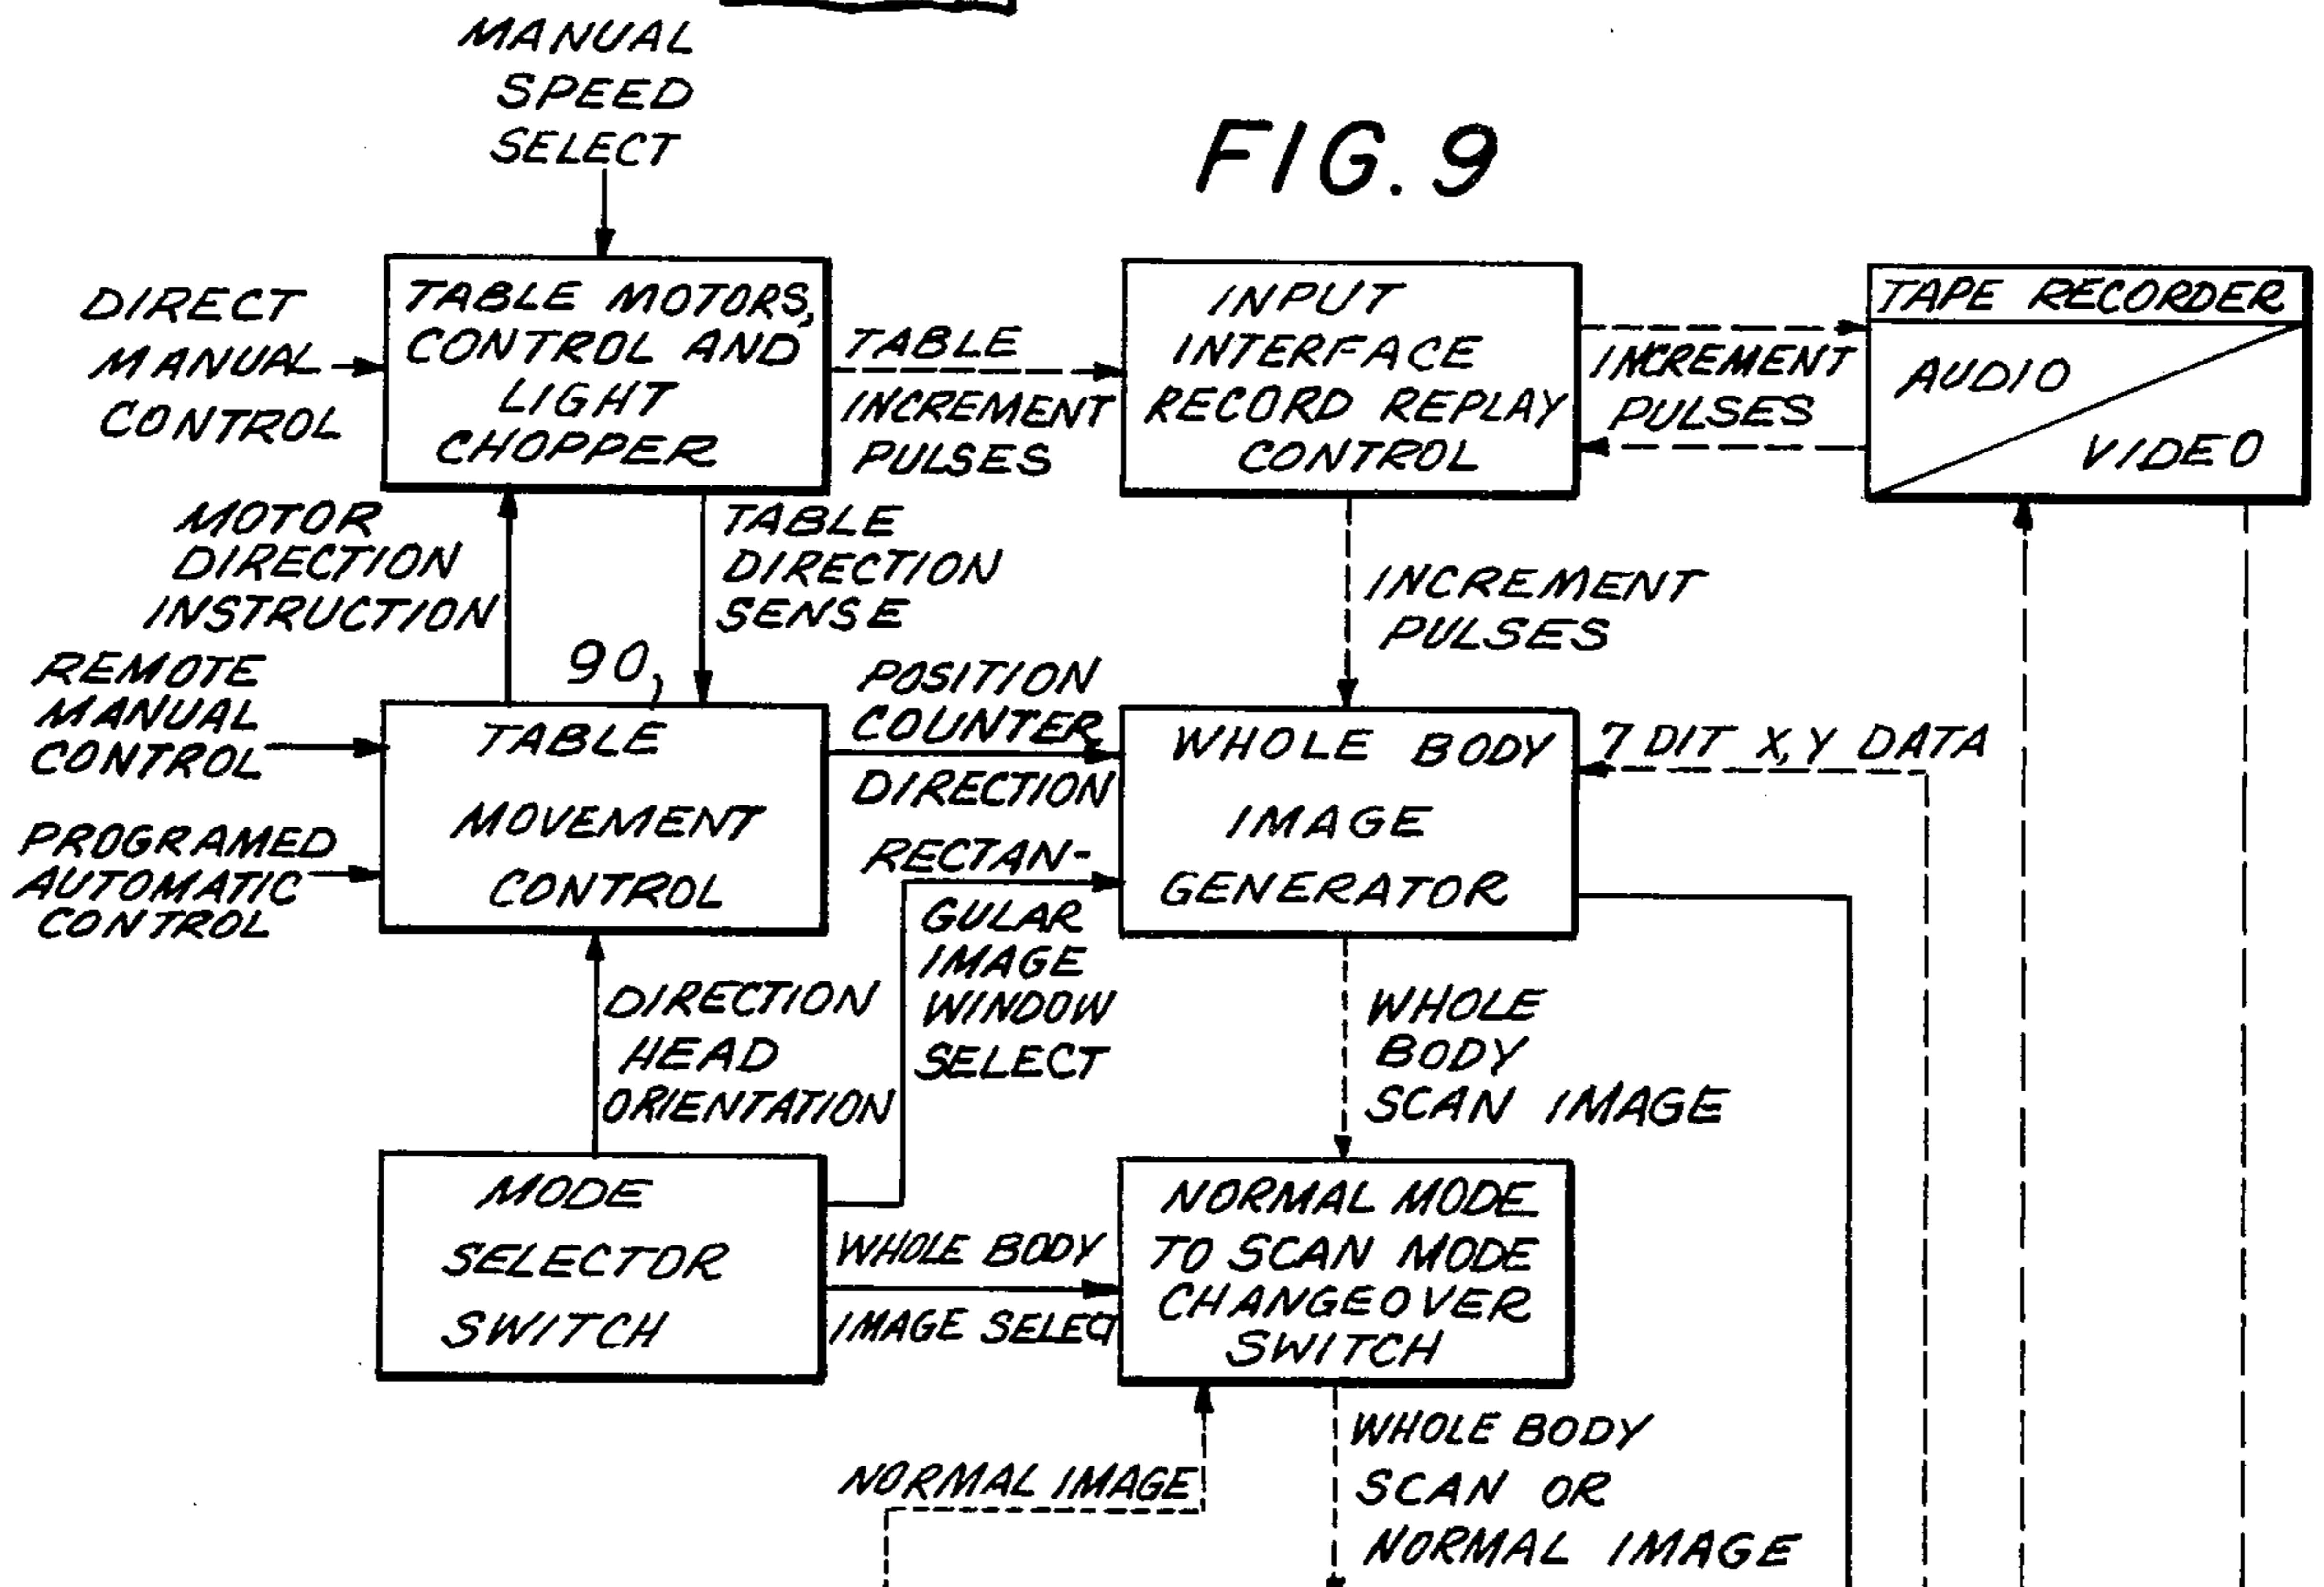 MANUAL
SPEED
SELECT
FIG. 9
DIRECT
MANUAL
CONTROL
TABLE MOTORS,
CONTROL AND
LIGHT
CHOPPER
TABLE
INCREMENT
PULSES
INPUT
INTERFACE
RECORD REPLAY
CONTROL
INCREMENT
PULSES
TAPE RECORDER
AUDIO
VIDEO
MOTOR
DIRECTION
INSTRUCTION
TABLE
DIRECTION
SENSE
INCREMENT
PULSES
90,
REMOTE
MANUAL
CONTROL
PROGRAMED
AUTOMATIC
CONTROL
TABLE
MOVEMENT
CONTROL
POSITION
COUNTER
DIRECTION
RECTAN-
GULAR
IMAGE
WINDOW
SELECT
WHOLE BODY
IMAGE
GENERATOR
7 DIT X,Y DATA
DIRECTION
HEAD
ORIENTATION
WHOLE
BODY
SCAN IMAGE
MODE
SELECTOR
SWITCH
WHOLE BODY
IMAGE SELECT
NORMAL MODE
TO SCAN MODE
CHANGEOVER
SWITCH
NORMAL IMAGE
WHOLE BODY
SCAN OR
NORMAL IMAGE